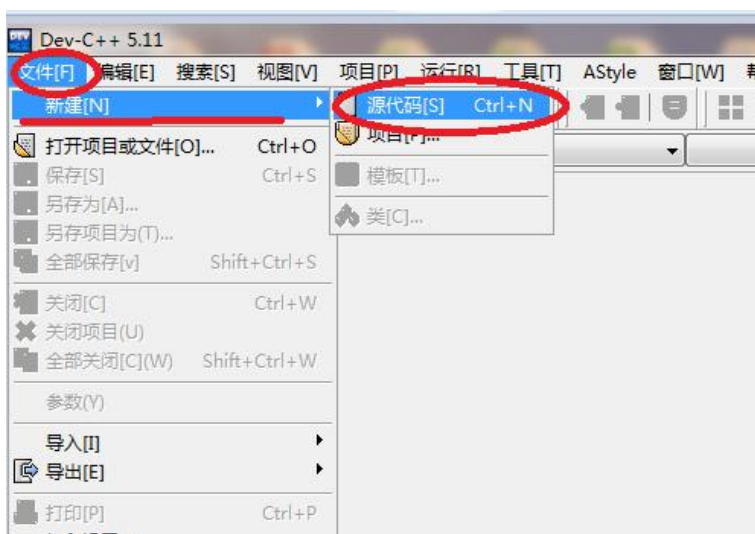 Dev-C++ 5.11
文件[F] 编辑[E] 搜索[S] 视图[V] 项目[P] 运行[R] 工具[T] AStyle 窗口[W]
新建[N]
源代码[S] Ctrl+N
项目[P]...
模板[T]...
类[C]...
打开项目或文件[O]... Ctrl+O
保存[S] Ctrl+S
另存为[A]...
另存项目为(T)...
全部保存[v] Shift+Ctrl+S
关闭[C] Ctrl+W
关闭项目(U)
全部关闭[C](W) Shift+Ctrl+W
参数(Y)
导入[I]
导出[E]
打印[P] Ctrl+P